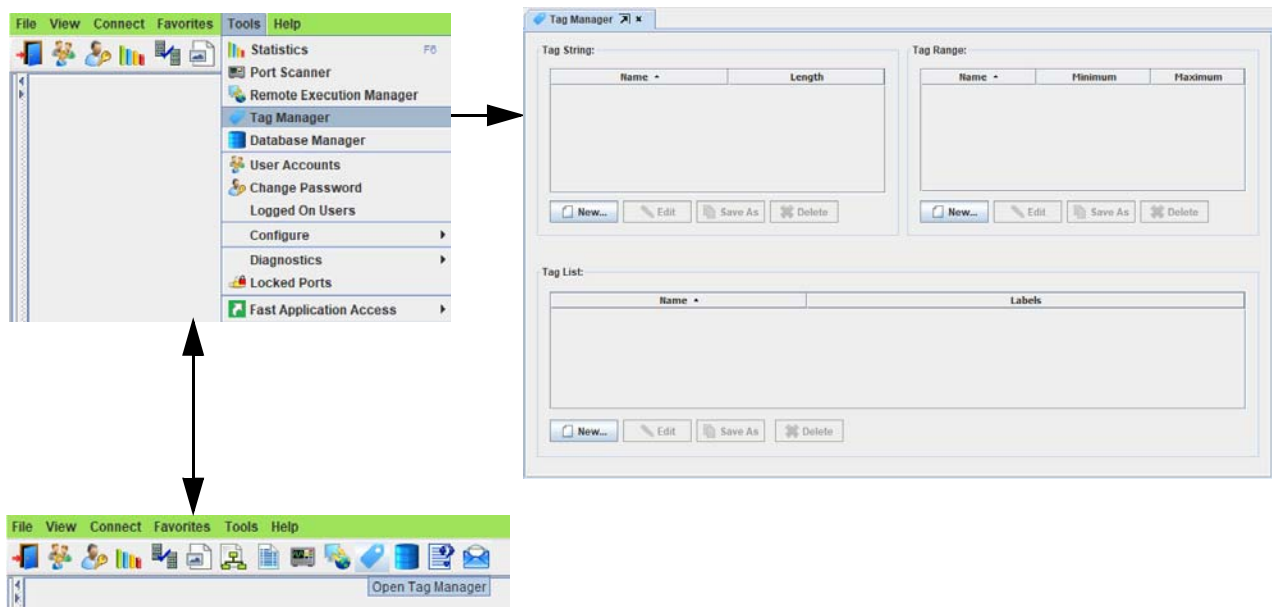 File View Connect Favorites Tools Help
Statistics F6
Port Scanner
Remote Execution Manager
Tag Manager
Database Manager
User Accounts
Change Password
Logged On Users
Configure
Diagnostics
Locked Ports
Fast Application Access
Tag Manager
Tag String:
Name Length
New... Edit Save As Delete
Tag Range:
Name Minimum Maximum
New... Edit Save As Delete
Tag List:
Name Labels
New... Edit Save As Delete
File View Connect Favorites Tools Help
Open Tag Manager